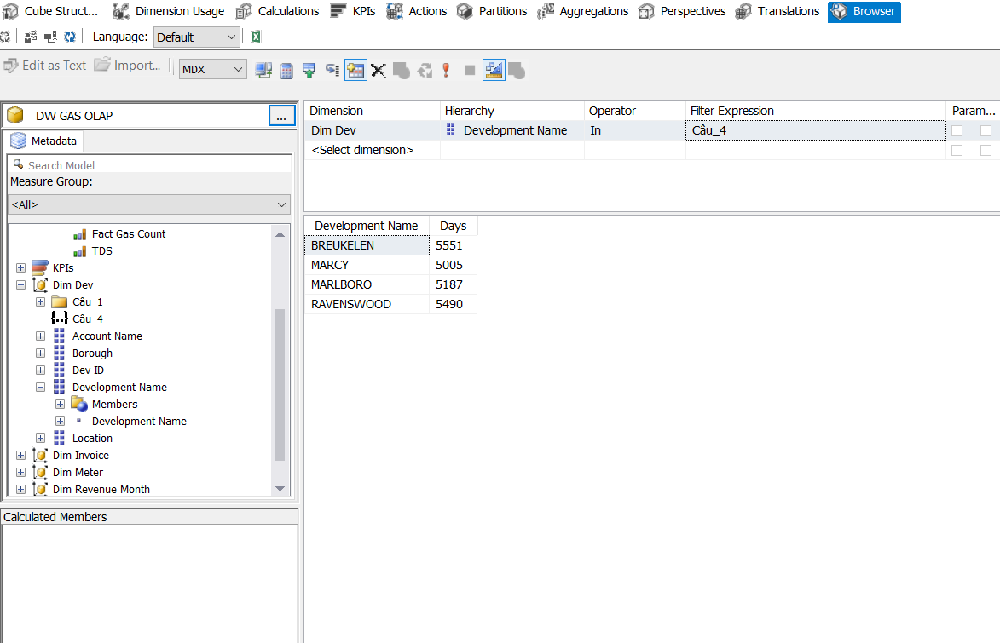 Cube Struct... Dimension Usage Calculations KPIs Actions Partitions Aggregations Perspectives Translations Browser
Language: Default
Edit as Text Import... MDX
DW GAS OLAP ...
Metadata
Search Model
Measure Group:
<All>
Fact Gas Count
TDS
KPIs
Dim Dev
Câu_1
Câu_4
Account Name
Borough
Dev ID
Development Name
Members
Development Name
Location
Dim Invoice
Dim Meter
Dim Revenue Month
Calculated Members
Dimension Hierarchy Operator Filter Expression Param...
Dim Dev Development Name In Câu_4
<Select dimension>
Development Name Days
BREUKELEN 5551
MARCY 5005
MARLBORO 5187
RAVENSWOOD 5490